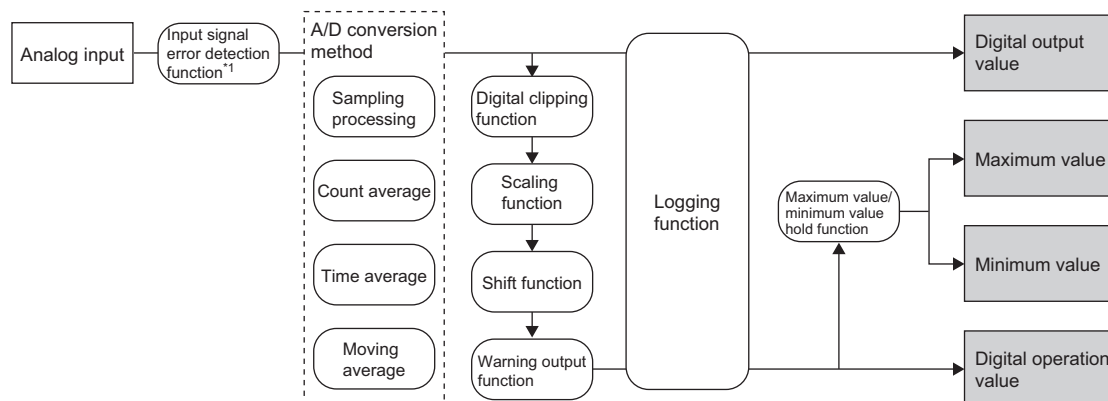 Analog input
Input signal
error detection
function*1
A/D conversion
method
Sampling
processing
Count average
Time average
Moving
average
Digital clipping
function
Scaling
function
Shift function
Warning output
function
Logging
function
Maximum value/
minimum value
hold function
Digital output
value
Maximum value
Minimum value
Digital operation
value